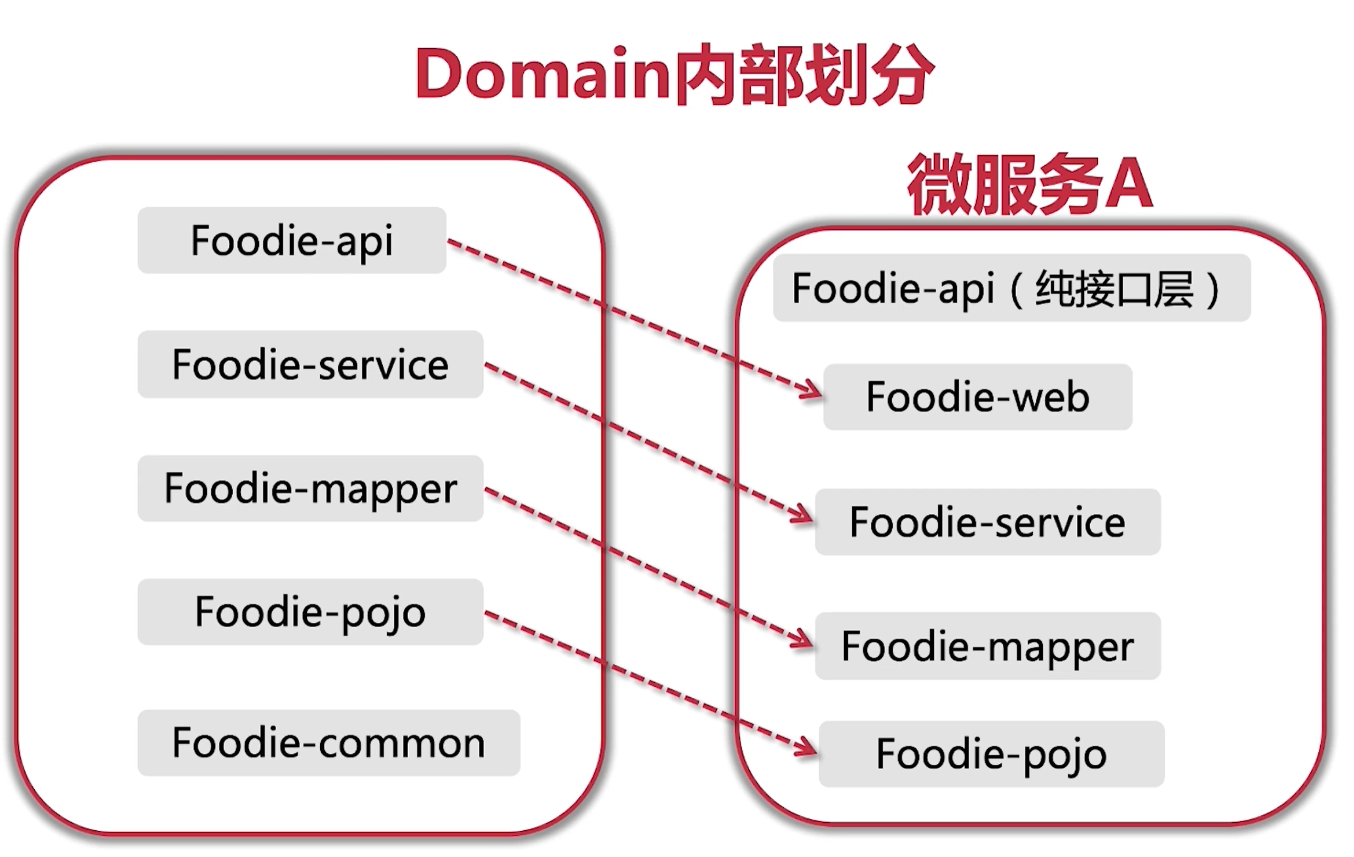 Domain内部划分
Foodie-api
Foodie-service
Foodie-mapper
Foodie-pojo
Foodie-common
微服务A
Foodie-api（纯接口层）
Foodie-web
Foodie-service
Foodie-mapper
Foodie-pojo